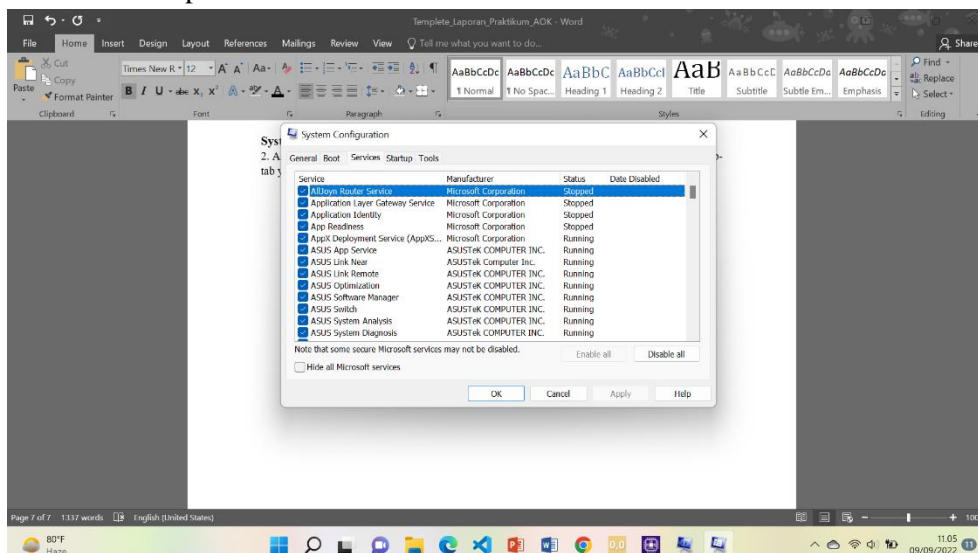 Templete_Laporan_Praktikum_AOK - Word
File Home Insert Design Layout References Mailings Review View Tell me what you want to do... Share
Cut
Copy
Paste
Format Painter
Times New R 12
AaBbCcDc AaBbCcDc AaBbC AaBbCcI AaB AaBbCcC AaBbCcDa AaBbCcDa
1 Normal 1 No Spac... Heading 1 Heading 2 Title Subtitle Subtle Em... Emphasis
Find
Replace
Select
Clipboard Font Paragraph Styles Editing
2. A
tab
System Configuration
General Boot Services Startup Tools
Service Manufacturer Status Date Disabled
AllJoyn Router Service Microsoft Corporation Stopped
Application Layer Gateway Service Microsoft Corporation Stopped
Application Identity Microsoft Corporation Stopped
App Readiness Microsoft Corporation Stopped
AppX Deployment Service (AppXS... Microsoft Corporation Running
ASUS App Service ASUSTeK COMPUTER INC. Running
ASUS Link Near ASUSTeK Computer Inc. Running
ASUS Link Remote ASUSTeK COMPUTER INC. Running
ASUS Optimization ASUSTeK COMPUTER INC. Running
ASUS Software Manager ASUSTeK COMPUTER INC. Running
ASUS Switch ASUSTeK COMPUTER INC. Running
ASUS System Analysis ASUSTeK COMPUTER INC. Running
ASUS System Diagnosis ASUSTeK COMPUTER INC. Running
Note that some secure Microsoft services may not be disabled.
Enable all Disable all
Hide all Microsoft services
OK Cancel Apply Help
Page 7 of 7 1337 words English (United States) 100
80°F
Haze
11.05
09/09/2022